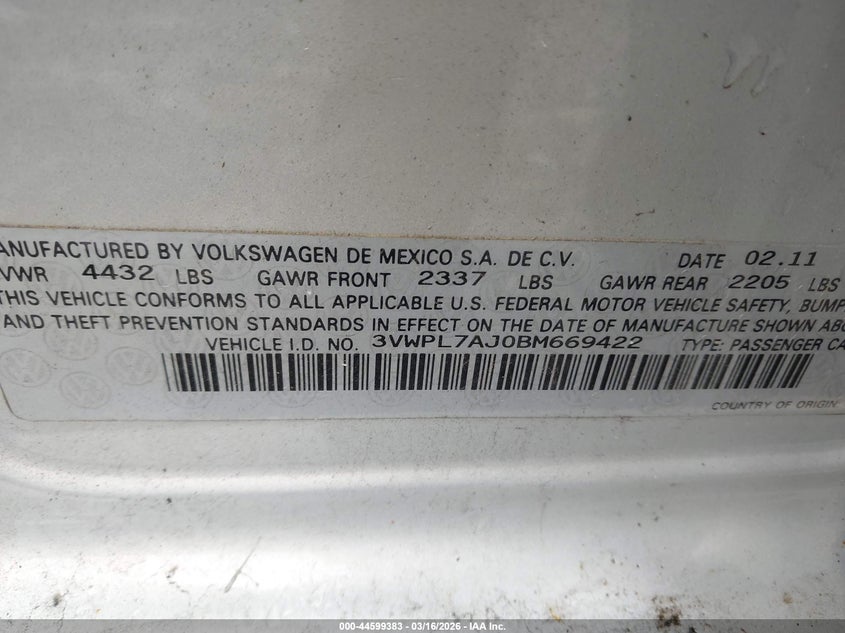 ANUFACTURED BY VOLKSWAGEN DE MEXICO S.A. DE C.V. DATE 02.11
VWR 4432 LBS GAWR FRONT 2337 LBS GAWR REAR 2205 LBS
THIS VEHICLE CONFORMS TO ALL APPLICABLE U.S. FEDERAL MOTOR VEHICLE SAFETY, BUMP
AND THEFT PREVENTION STANDARDS IN EFFECT ON THE DATE OF MANUFACTURE SHOWN ABO
VEHICLE I.D. NO. 3VWPL7AJ0BM669422 TYPE: PASSENGER CA
COUNTRY OF ORIGIN
000-44599383 - 03/16/2026 - IAA Inc.